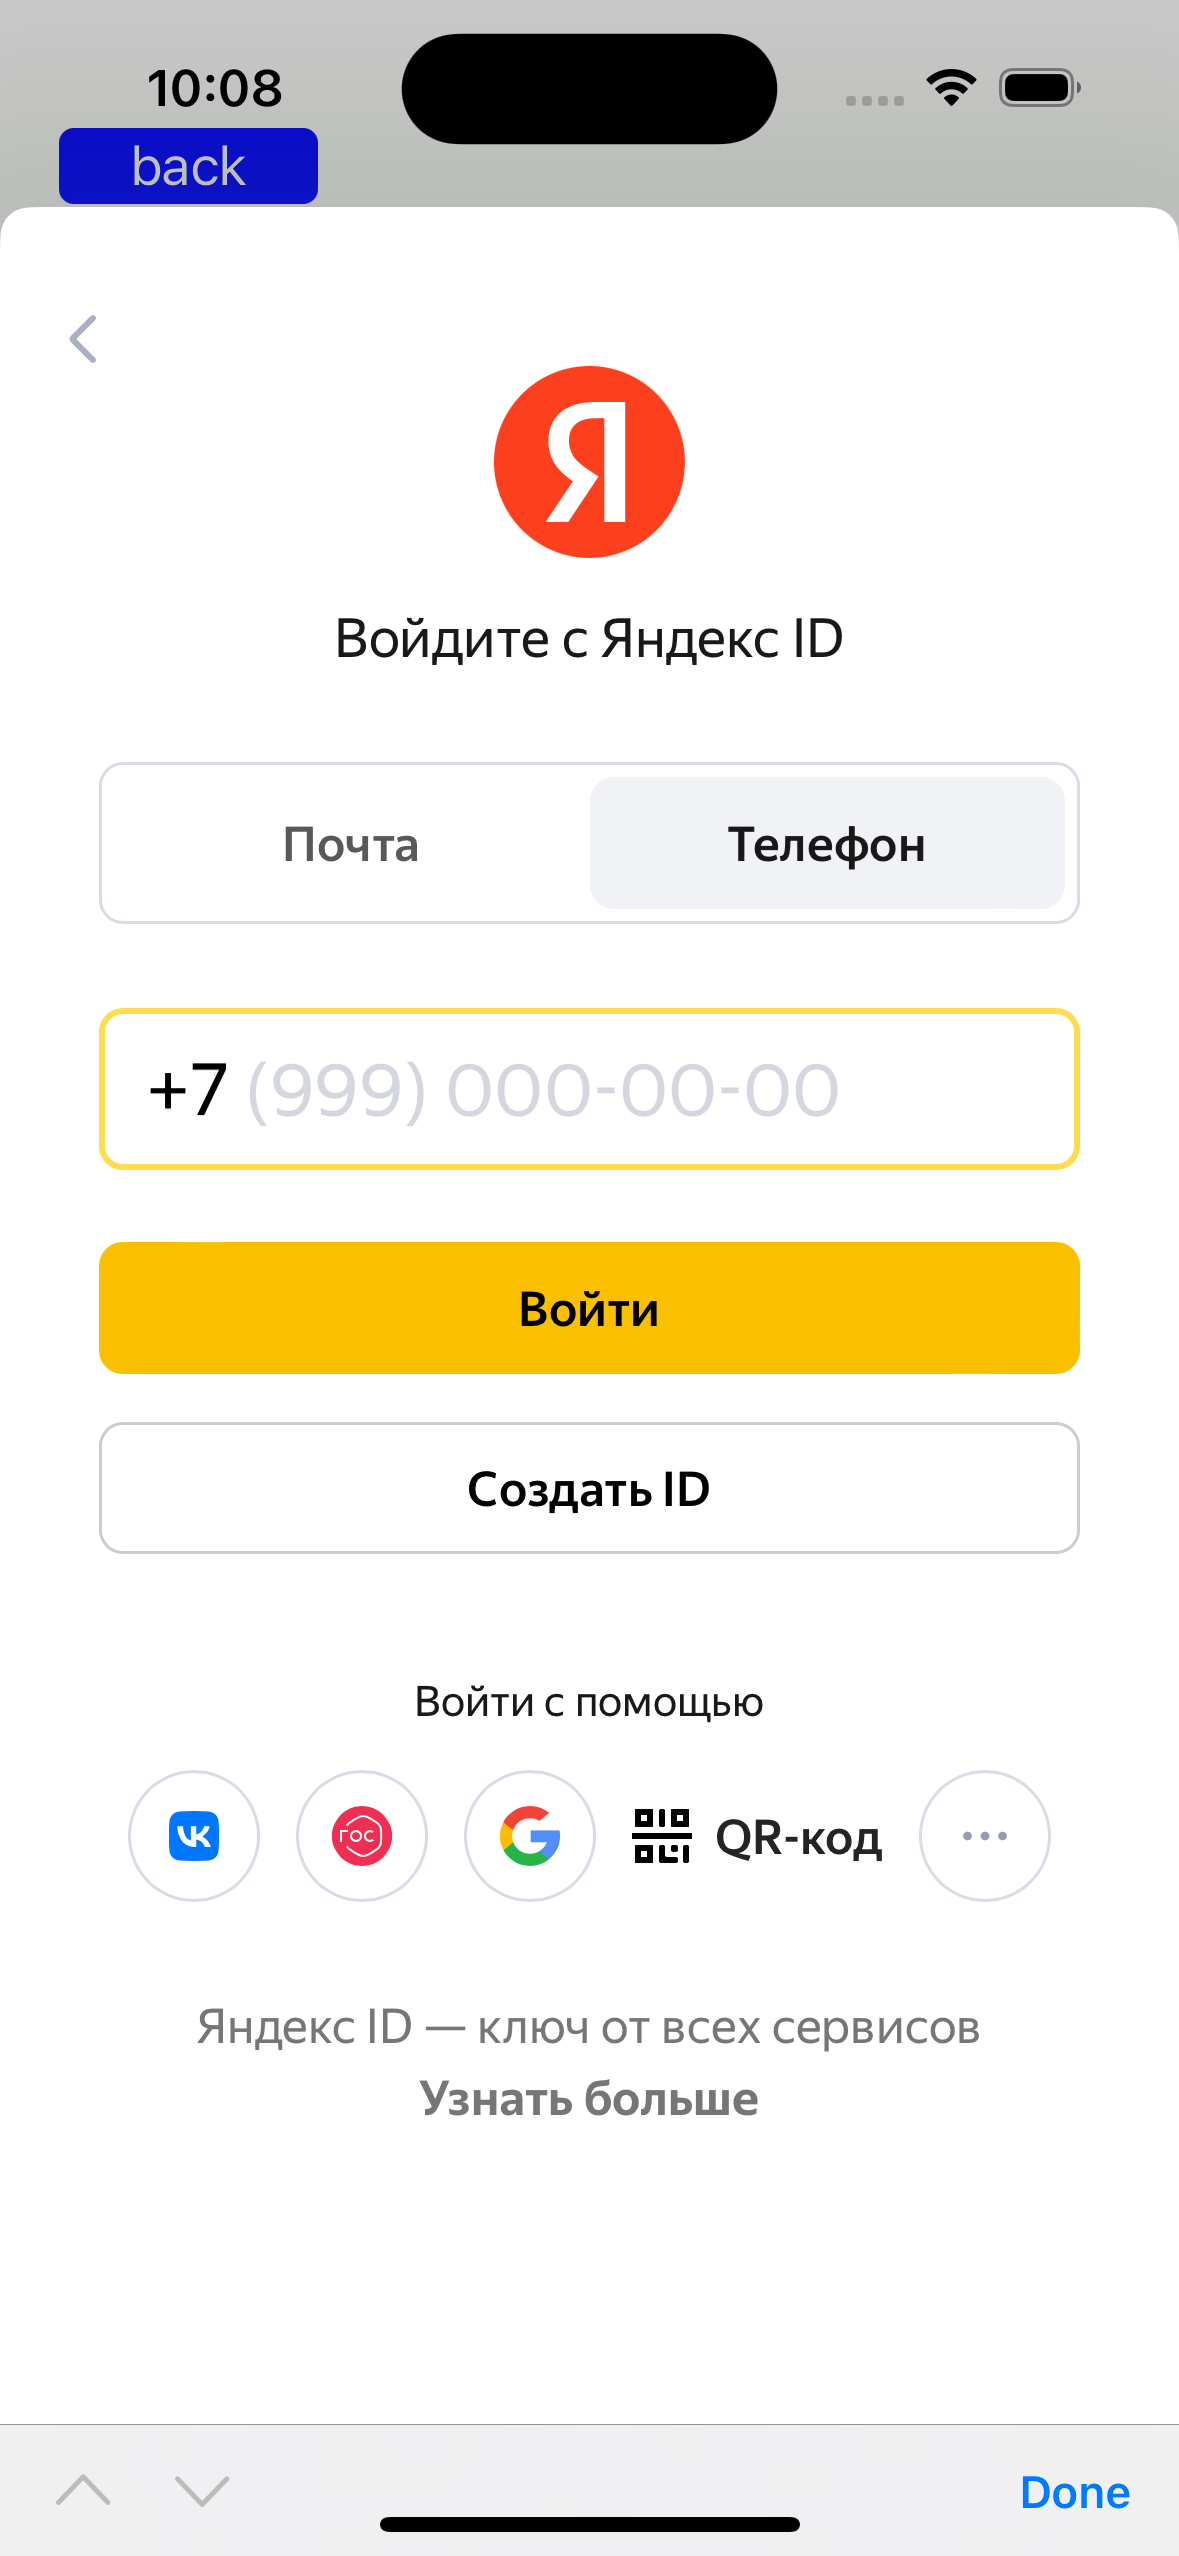 10:08
back
Я
Войдите с Яндекс ID
Почта
Телефон
+7 (999) 000-00-00
Войти
Создать ID
Войти с помощью
VK
гос
G
QR-код
Яндекс ID — ключ от всех сервисов
Узнать больше
Done